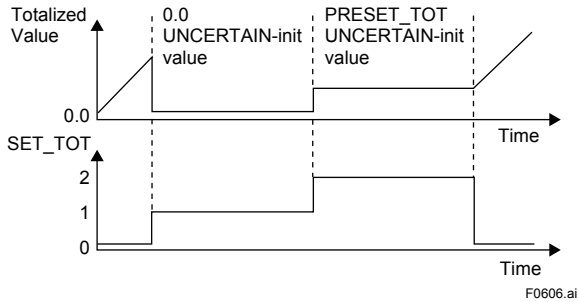 Totalized
Value
0.0
UNCERTAIN-init
value
PRESET_TOT
UNCERTAIN-init
value
0.0
Time
SET_TOT
2
1
0
Time
F0606.ai